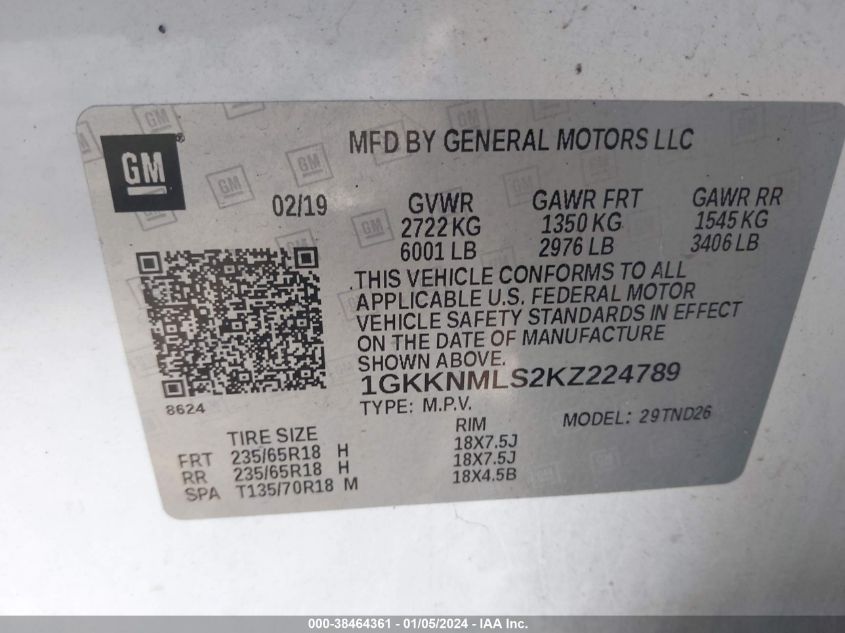 GM
MFD BY GENERAL MOTORS LLC
02/19
GVWR GAWR FRT GAWR RR
2722 KG 1350 KG 1545 KG
6001 LB 2976 LB 3406 LB
THIS VEHICLE CONFORMS TO ALL
APPLICABLE U.S. FEDERAL MOTOR
VEHICLE SAFETY STANDARDS IN EFFECT
ON THE DATE OF MANUFACTURE
SHOWN ABOVE.
1GKKNMLS2KZ224789
8624
TYPE: M.P.V. MODEL: 29TND26
TIRE SIZE RIM
FRT 235/65R18 H 18X7.5J
RR 235/65R18 H 18X7.5J
SPA T135/70R18 M 18X4.5B
000-38464361 - 01/05/2024 - IAA Inc.